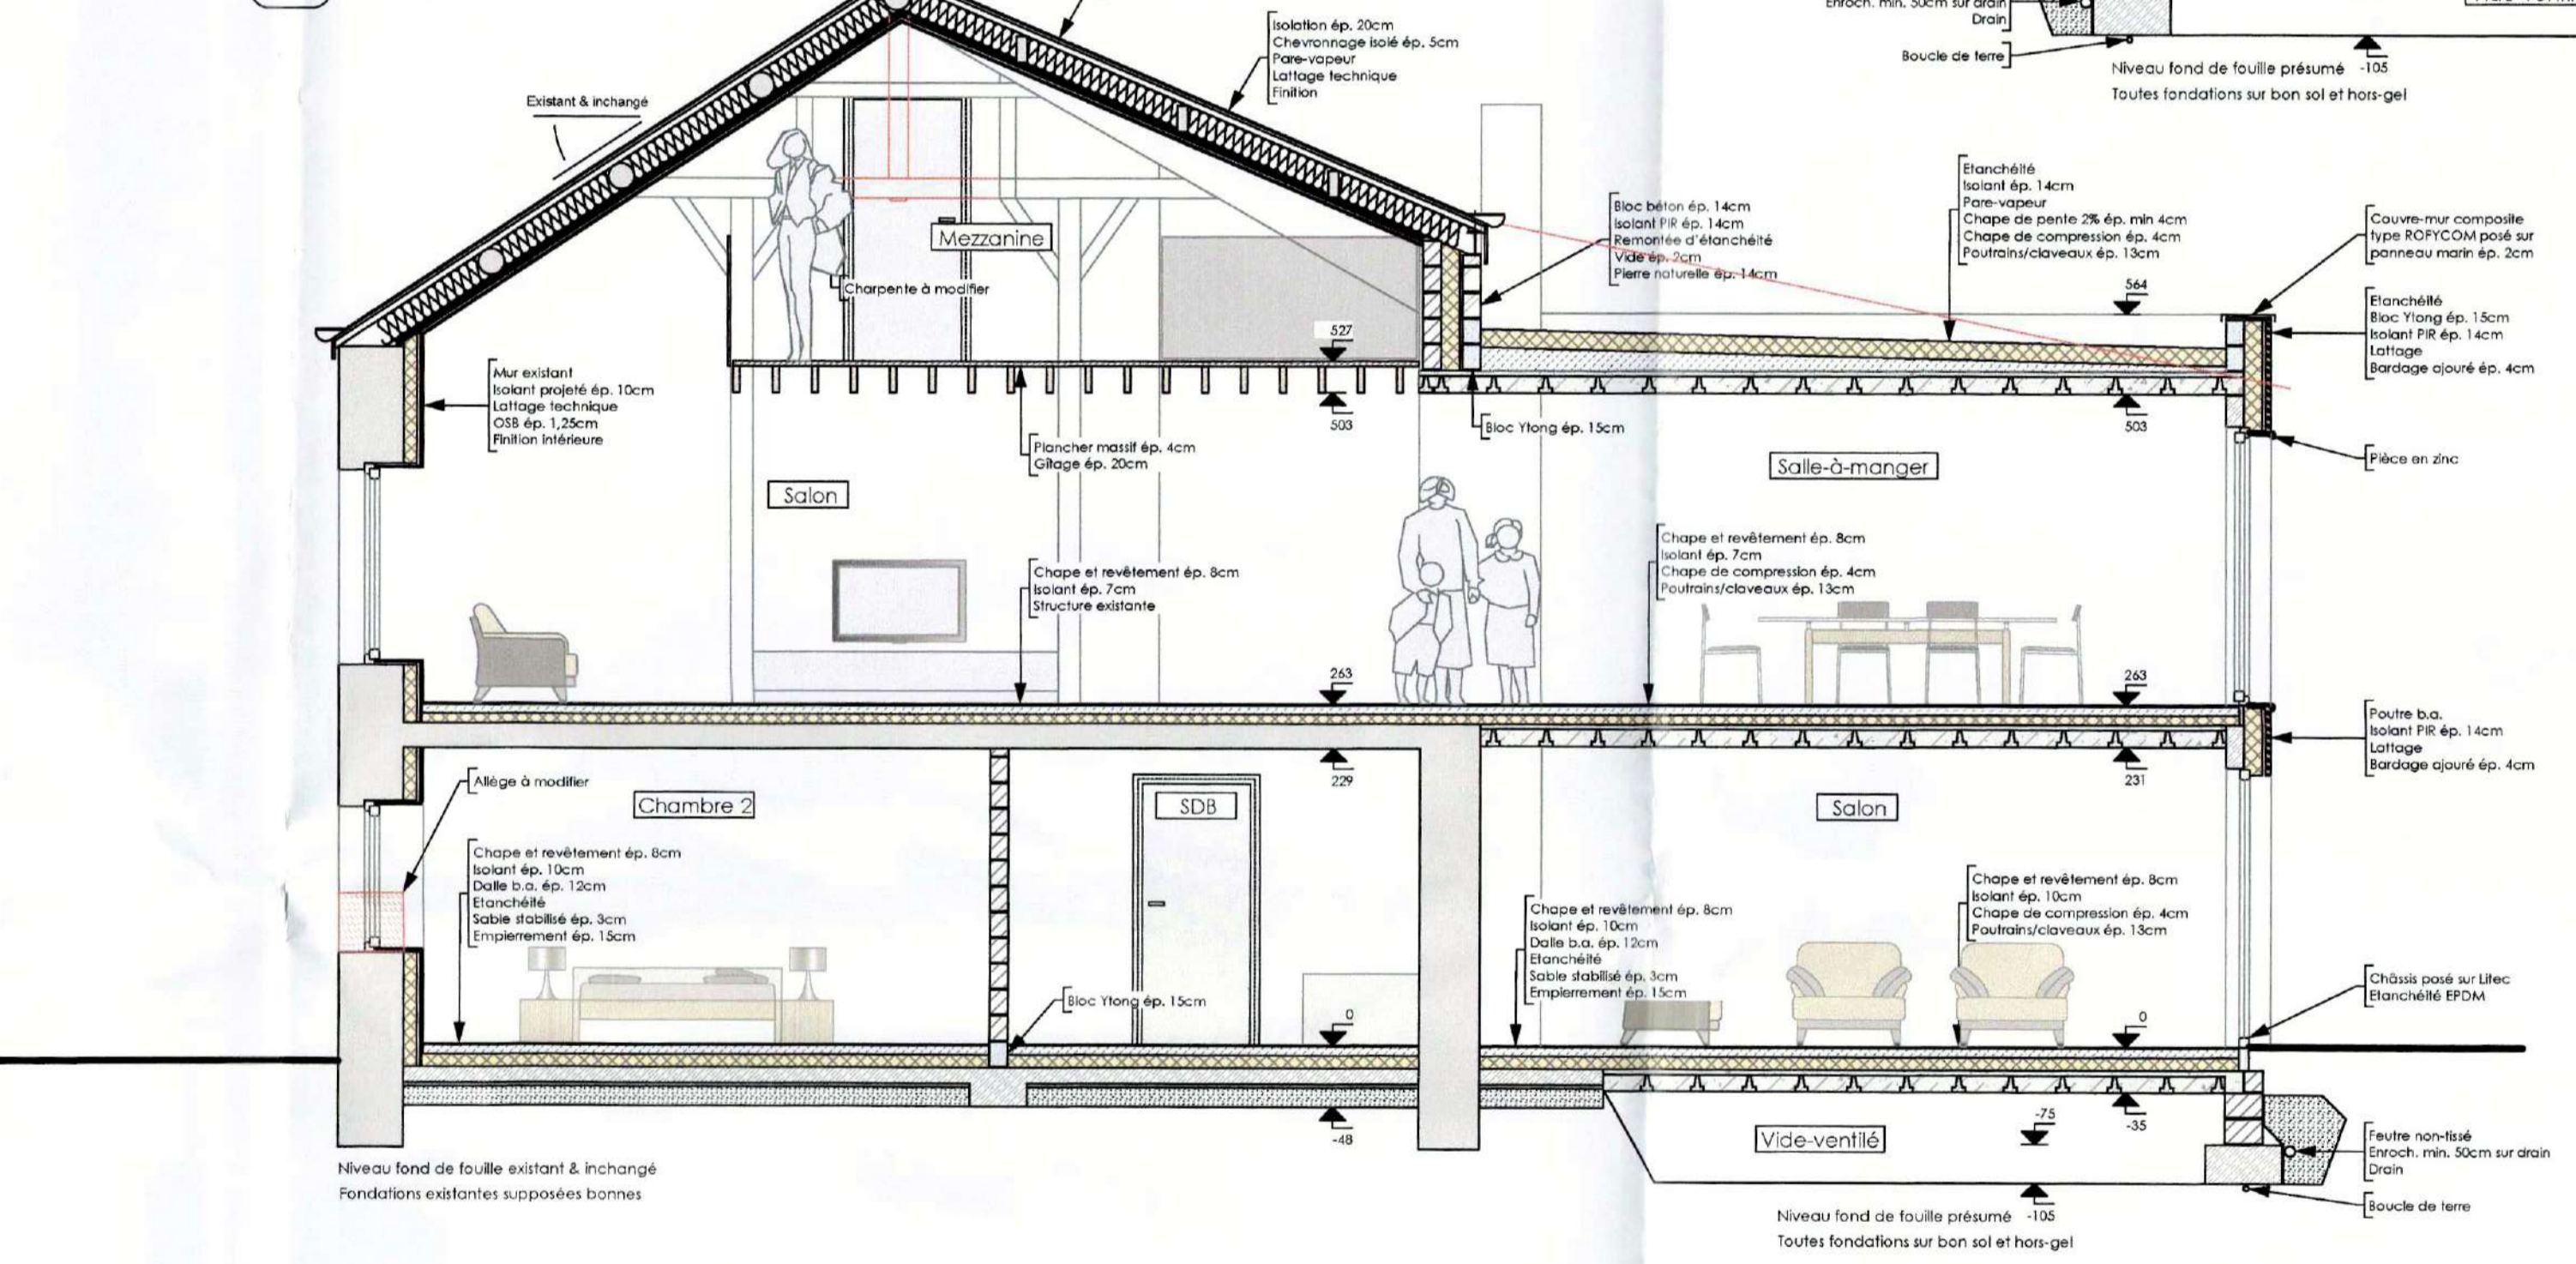 Isolation ép. 20cm
Chevronnage isolé ép. 5cm
Pare-vapeur
Lattage technique
Finition
Enroch. min. 50cm sur drain
Drain
Boucle de terre
Niveau fond de fouille présumé -105
Toutes fondations sur bon sol et hors-gel
Existant & inchangé
Mezzanine
Charpente à modifier
Bloc béton ép. 14cm
Isolant PIR ép. 14cm
Remontée d'étanchéité
Vide ép. 2cm
Pierre naturelle ép. 14cm
Etanchéité
Isolant ép. 14cm
Pare-vapeur
Chape de pente 2% ép. min 4cm
Chape de compression ép. 4cm
Poutrains/claveaux ép. 13cm
564
Couvre-mur composite
type ROFYCOM posé sur
panneau marin ép. 2cm
Etanchéité
Bloc Ytong ép. 15cm
Isolant PIR ép. 14cm
Lattage
Bardage ajouré ép. 4cm
527
503
503
Mur existant
Isolant projeté ép. 10cm
Lattage technique
OSB ép. 1,25cm
Finition intérieure
Plancher massif ép. 4cm
Gîtage ép. 20cm
Bloc Ytong ép. 15cm
Pièce en zinc
Salon
Salle-à-manger
Chape et revêtement ép. 8cm
Isolant ép. 7cm
Structure existante
Chape et revêtement ép. 8cm
Isolant ép. 7cm
Chape de compression ép. 4cm
Poutrains/claveaux ép. 13cm
263
263
Poutre b.a.
Isolant PIR ép. 14cm
Lattage
Bardage ajouré ép. 4cm
229
231
Allège à modifier
Chambre 2
SDB
Salon
Chape et revêtement ép. 8cm
Isolant ép. 10cm
Dalle b.a. ép. 12cm
Etanchéité
Sable stabilisé ép. 3cm
Empierrement ép. 15cm
Bloc Ytong ép. 15cm
Chape et revêtement ép. 8cm
Isolant ép. 10cm
Dalle b.a. ép. 12cm
Etanchéité
Sable stabilisé ép. 3cm
Empierrement ép. 15cm
Chape et revêtement ép. 8cm
Isolant ép. 10cm
Chape de compression ép. 4cm
Poutrains/claveaux ép. 13cm
Châssis posé sur Litec
Etanchéité EPDM
0
0
-48
-75
-35
Vide-ventilé
Feutre non-tissé
Enroch. min. 50cm sur drain
Drain
Boucle de terre
Niveau fond de fouille existant & inchangé
Fondations existantes supposées bonnes
Niveau fond de fouille présumé -105
Toutes fondations sur bon sol et hors-gel